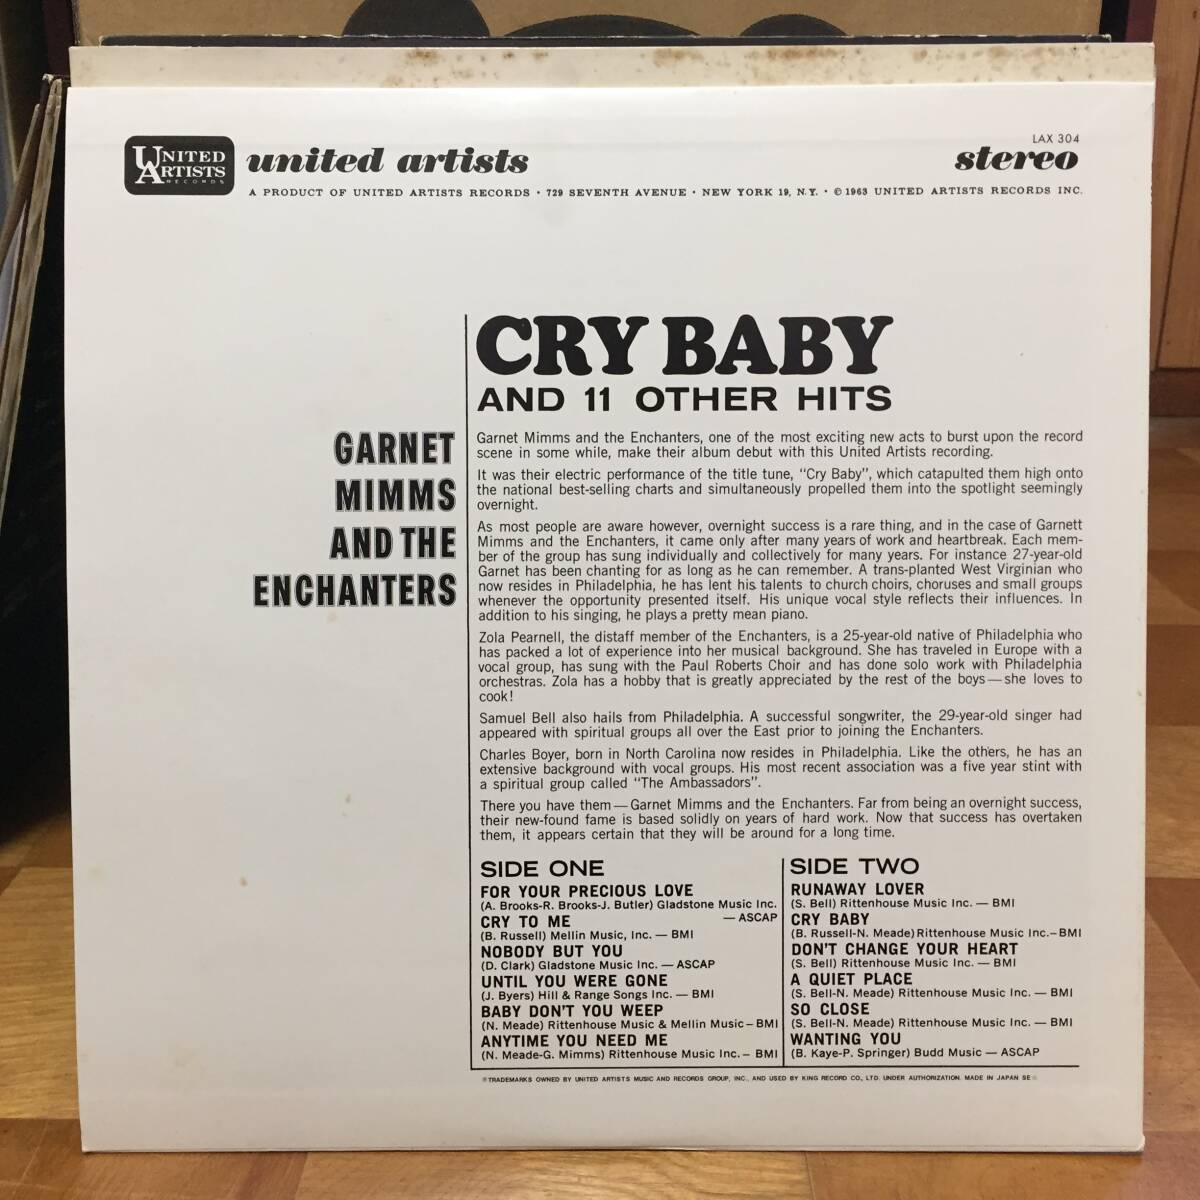 LAX 304
UNITED
ARTISTS
RECORDS
united artists
stereo
A PRODUCT OF UNITED ARTISTS RECORDS • 729 SEVENTH AVENUE • NEW YORK 19, N.Y. • © 1963 UNITED ARTISTS RECORDS INC.
CRY BABY
AND 11 OTHER HITS
GARNET
MIMMS
AND THE
ENCHANTERS
Garnet Mimms and the Enchanters, one of the most exciting new acts to burst upon the record
scene in some while, make their album debut with this United Artists recording.
It was their electric performance of the title tune, “Cry Baby”, which catapulted them high onto
the national best-selling charts and simultaneously propelled them into the spotlight seemingly
overnight.
As most people are aware however, overnight success is a rare thing, and in the case of Garnett
Mimms and the Enchanters, it came only after many years of work and heartbreak. Each mem-
ber of the group has sung individually and collectively for many years. For instance 27-year-old
Garnet has been chanting for as long as he can remember. A trans-planted West Virginian who
now resides in Philadelphia, he has lent his talents to church choirs, choruses and small groups
whenever the opportunity presented itself. His unique vocal style reflects their influences. In
addition to his singing, he plays a pretty mean piano.
Zola Pearnell, the distaff member of the Enchanters, is a 25-year-old native of Philadelphia who
has packed a lot of experience into her musical background. She has traveled in Europe with a
vocal group, has sung with the Paul Roberts Choir and has done solo work with Philadelphia
orchestras. Zola has a hobby that is greatly appreciated by the rest of the boys — she loves to
cook!
Samuel Bell also hails from Philadelphia. A successful songwriter, the 29-year-old singer had
appeared with spiritual groups all over the East prior to joining the Enchanters.
Charles Boyer, born in North Carolina now resides in Philadelphia. Like the others, he has an
extensive background with vocal groups. His most recent association was a five year stint with
a spiritual group called “The Ambassadors”.
There you have them — Garnet Mimms and the Enchanters. Far from being an overnight success,
their new-found fame is based solidly on years of hard work. Now that success has overtaken
them, it appears certain that they will be around for a long time.
SIDE ONE
FOR YOUR PRECIOUS LOVE
(A. Brooks-R. Brooks-J. Butler) Gladstone Music Inc.
— ASCAP
CRY TO ME
(B. Russell) Mellin Music, Inc. — BMI
NOBODY BUT YOU
(D. Clark) Gladstone Music Inc. — ASCAP
UNTIL YOU WERE GONE
(J. Byers) Hill & Range Songs Inc. — BMI
BABY DON'T YOU WEEP
(N. Meade) Rittenhouse Music & Mellin Music – BMI
ANYTIME YOU NEED ME
(N. Meade-G. Mimms) Rittenhouse Music Inc. – BMI
SIDE TWO
RUNAWAY LOVER
(S. Bell) Rittenhouse Music Inc. — BMI
CRY BABY
(B. Russell-N. Meade) Rittenhouse Music Inc.–BMI
DON'T CHANGE YOUR HEART
(S. Bell) Rittenhouse Music Inc. — BMI
A QUIET PLACE
(S. Bell-N. Meade) Rittenhouse Music Inc. — BMI
SO CLOSE
(S. Bell-N. Meade) Rittenhouse Music Inc. — BMI
WANTING YOU
(B. Kaye-P. Springer) Budd Music — ASCAP
®TRADEMARKS OWNED BY UNITED ARTISTS MUSIC AND RECORDS GROUP, INC., AND USED BY KING RECORD CO., LTD. UNDER AUTHORIZATION. MADE IN JAPAN SE